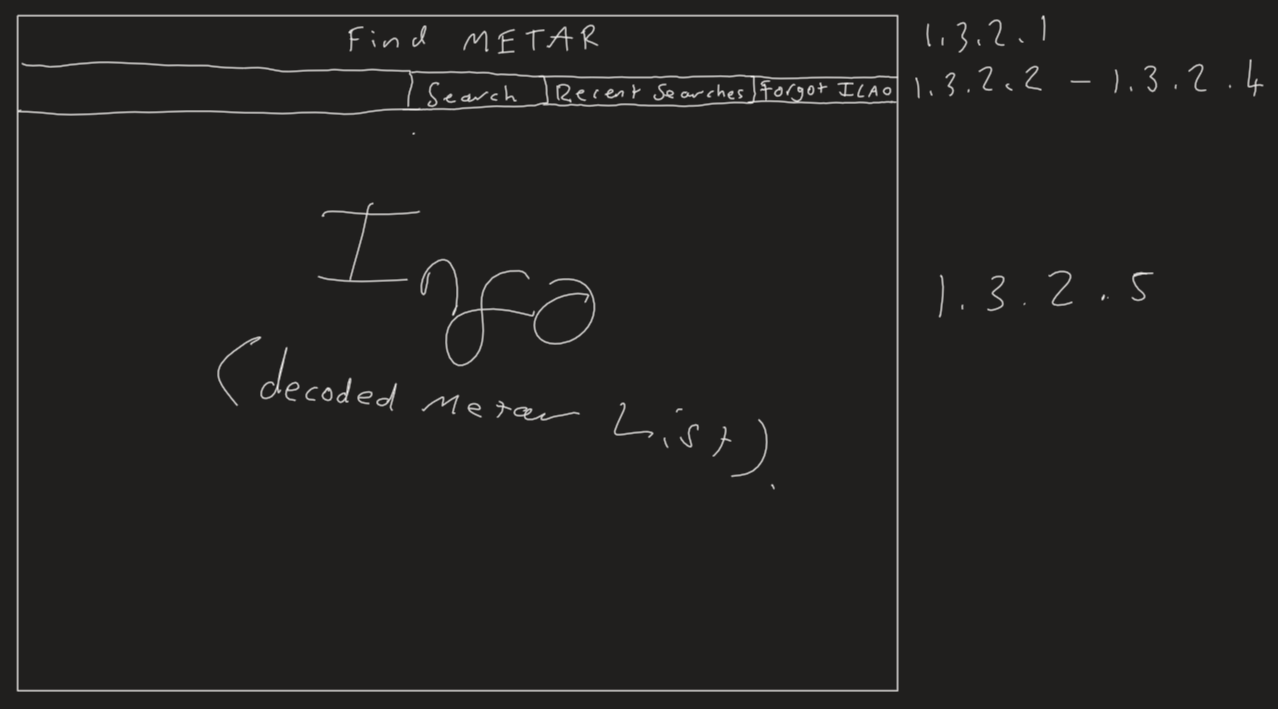 Find METAR 1.3.2.1
Search Recent Searches Forgot ICAO 1.3.2.2 - 1.3.2.4
Info 1.3.2.5
(decoded Metar List).